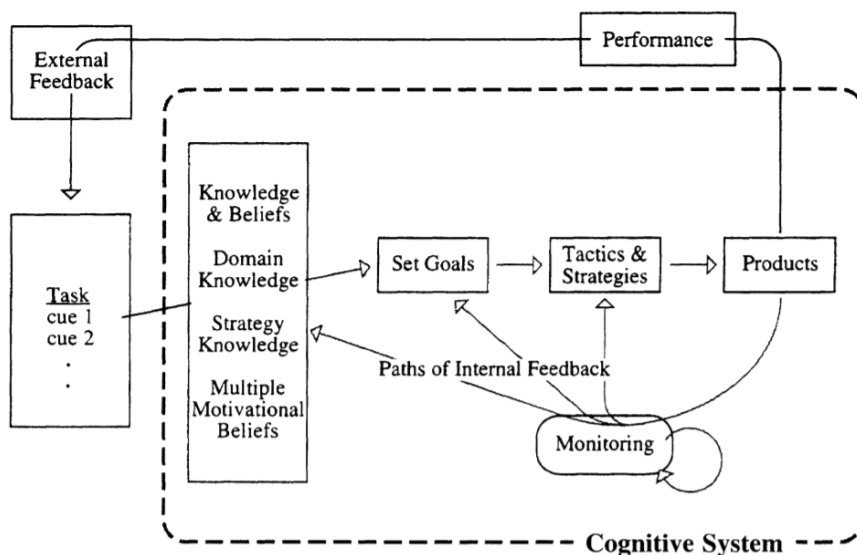 External
Feedback
Performance
Knowledge
& Beliefs
Domain
Knowledge
Strategy
Knowledge
Multiple
Motivational
Beliefs
Task
cue 1
cue 2
.
.
Set Goals
Tactics &
Strategies
Products
Paths of Internal Feedback
Monitoring
Cognitive System